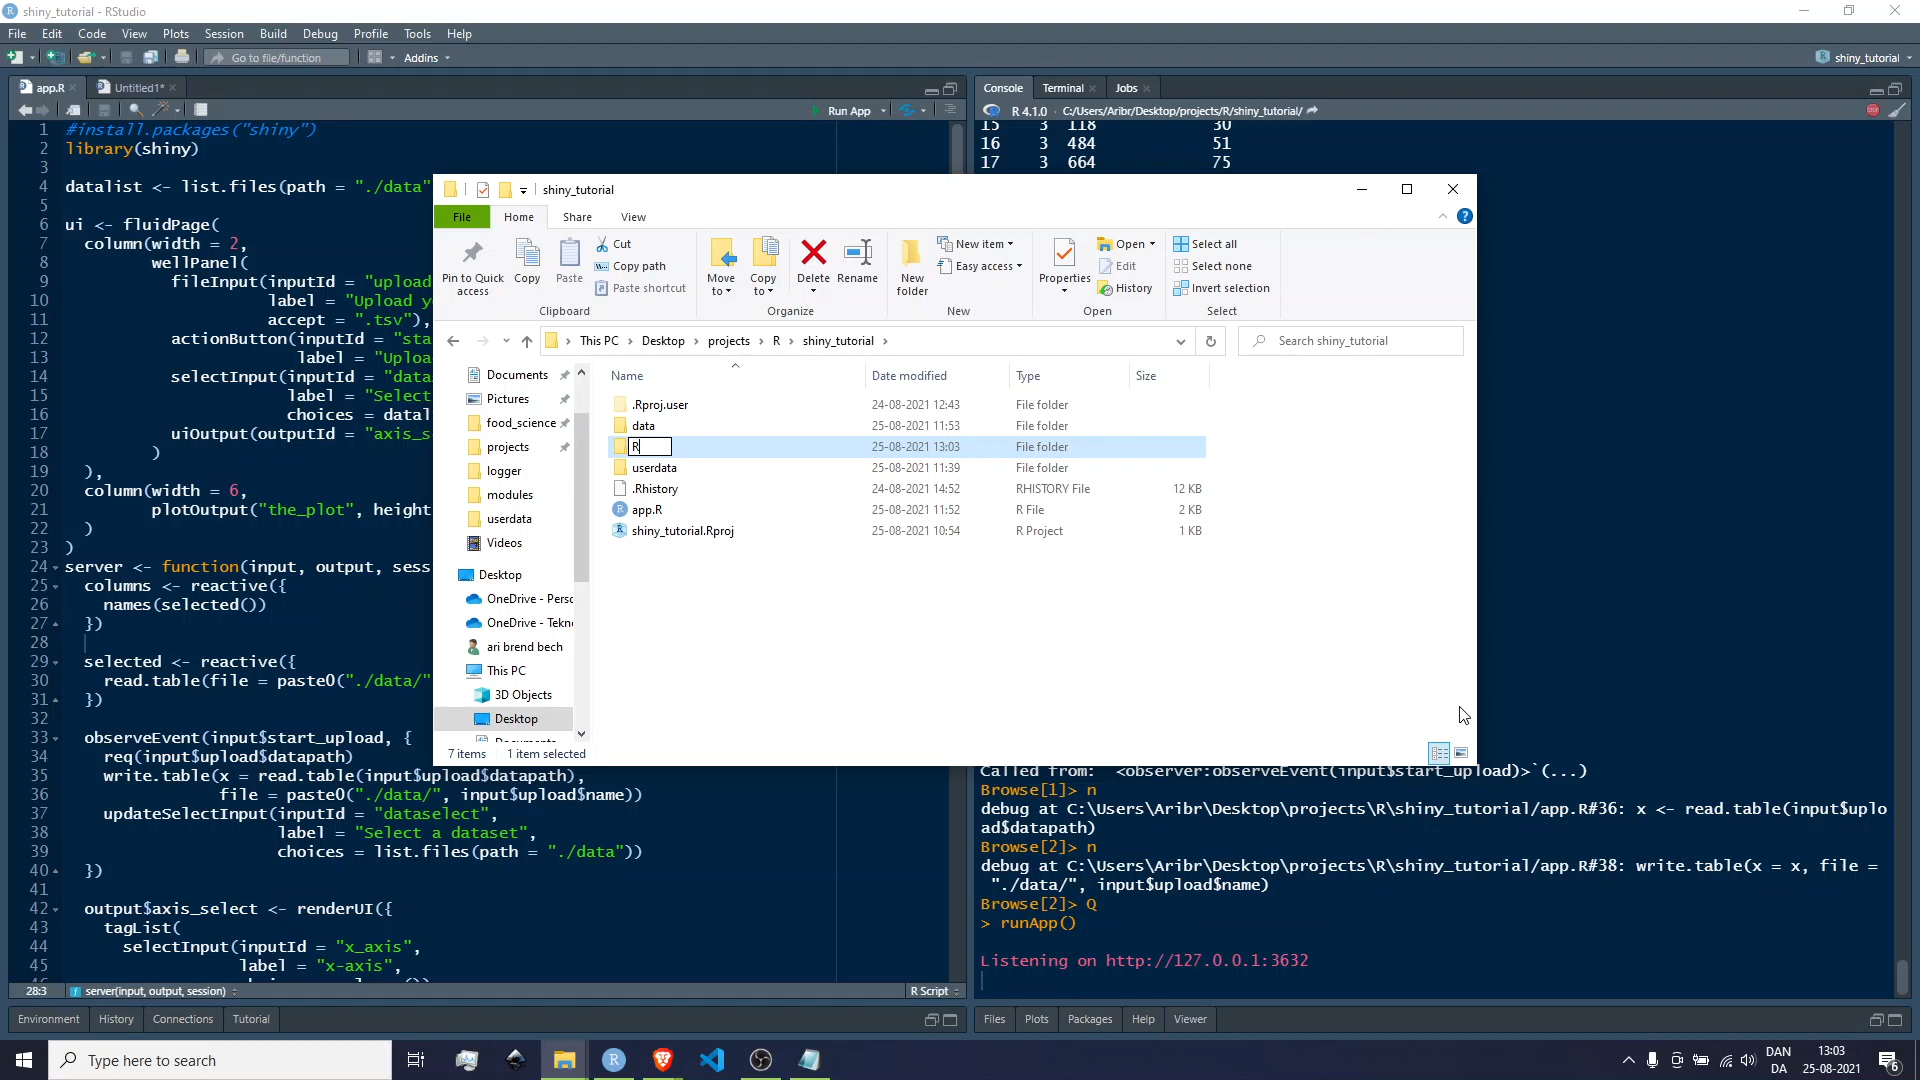 shiny_tutorial - RStudio
File Edit Code View Plots Session Build Debug Profile Tools Help
Go to file/function Addins shiny_tutorial
app.R Untitled1*
Run App
1 #install.packages("shiny")
2 library(shiny)
3
4 datalist <- list.files(path = "./data"
5
6 ui <- fluidPage(
7 column(width = 2,
8 wellPanel(
9 fileInput(inputId = "upload
10 label = "Upload y
11 accept = ".tsv"),
12 actionButton(inputId = "sta
13 label = "Uploa
14 selectInput(inputId = "data
15 label = "Selec
16 choices = datal
17 uiOutput(outputId = "axis_s
18 )
19 ),
20 column(width = 6,
21 plotOutput("the_plot", height
22 )
23 )
24 server <- function(input, output, sess
25 columns <- reactive({
26 names(selected())
27 })
28
29 selected <- reactive({
30 read.table(file = paste0("./data/"
31 })
32
33 observeEvent(input$start_upload, {
34 req(input$upload$datapath)
35 write.table(x = read.table(input$upload$datapath),
36 file = paste0("./data/", input$upload$name))
37 updateSelectInput(inputId = "dataselect",
38 label = "Select a dataset",
39 choices = list.files(path = "./data"))
40 })
41
42 output$axis_select <- renderUI({
43 tagList(
44 selectInput(inputId = "x_axis",
45 label = "x-axis",
28:3 server(input, output, session) R Script
Environment History Connections Tutorial
Console Terminal Jobs
R 4.1.0 · C:/Users/Aribr/Desktop/projects/R/shiny_tutorial/
15 3 118 30
16 3 484 51
17 3 664 75
Called from: `<observer:observeEvent(input$start_upload)>`(...)
Browse[1]> n
debug at C:\Users\Aribr\Desktop\projects\R\shiny_tutorial/app.R#36: x <- read.table(input$uplo
ad$datapath)
Browse[2]> n
debug at C:\Users\Aribr\Desktop\projects\R\shiny_tutorial/app.R#38: write.table(x = x, file =
"./data/", input$upload$name)
Browse[2]> Q
> runApp()
Listening on http://127.0.0.1:3632
Files Plots Packages Help Viewer
shiny_tutorial
File Home Share View
Pin to Quick access
Copy
Paste
Cut
Copy path
Paste shortcut
Clipboard
Move to
Copy to
Delete
Rename
Organize
New folder
New item
Easy access
New
Properties
Open
Edit
History
Open
Select all
Select none
Invert selection
Select
This PC > Desktop > projects > R > shiny_tutorial >
Search shiny_tutorial
Documents
Pictures
food_science
projects
logger
modules
userdata
Videos
Desktop
OneDrive - Perso
OneDrive - Tekno
ari brend bech
This PC
3D Objects
Desktop
Name Date modified Type Size
.Rproj.user 24-08-2021 12:43 File folder
data 25-08-2021 11:53 File folder
R 25-08-2021 13:03 File folder
userdata 25-08-2021 11:39 File folder
.Rhistory 24-08-2021 14:52 RHISTORY File 12 KB
app.R 25-08-2021 11:52 R File 2 KB
shiny_tutorial.Rproj 25-08-2021 10:54 R Project 1 KB
7 items 1 item selected
Type here to search
DAN
DA
13:03
25-08-2021
6